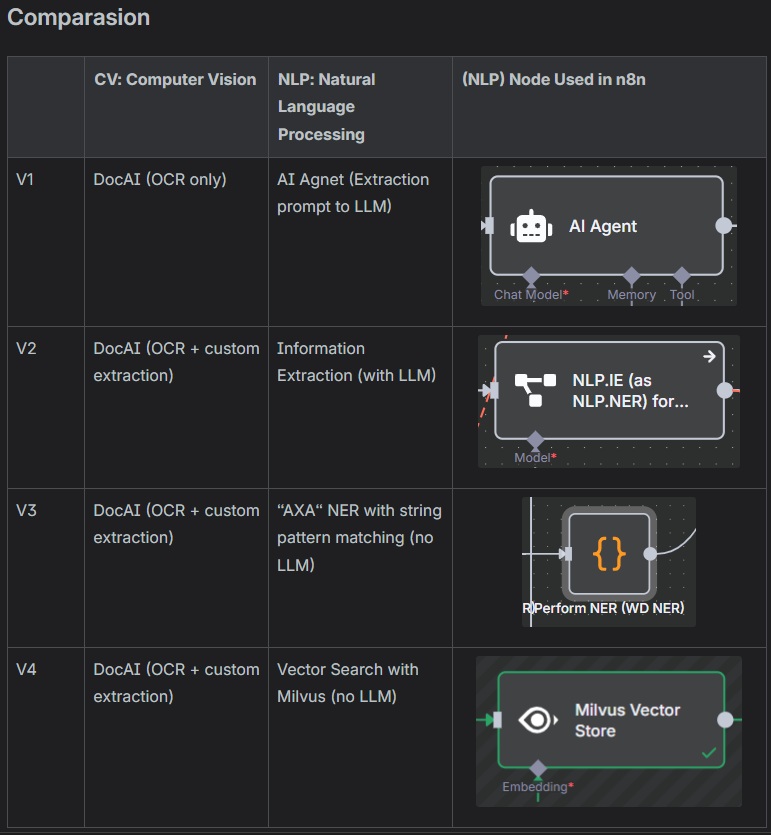 Comparasion
CV: Computer Vision
NLP: Natural
Language
Processing
(NLP) Node Used in n8n
V1
DocAI (OCR only)
AI Agnet (Extraction
prompt to LLM)
AI Agent
Chat Model*
Memory
Tool
V2
DocAI (OCR + custom
extraction)
Information
Extraction (with LLM)
NLP.IE (as
NLP.NER) for...
Model*
V3
DocAI (OCR + custom
extraction)
“AXA“ NER with string
pattern matching (no
LLM)
{}
R)Perform NER (WD NER)
V4
DocAI (OCR + custom
extraction)
Vector Search with
Milvus (no LLM)
Milvus Vector
Store
Embedding*